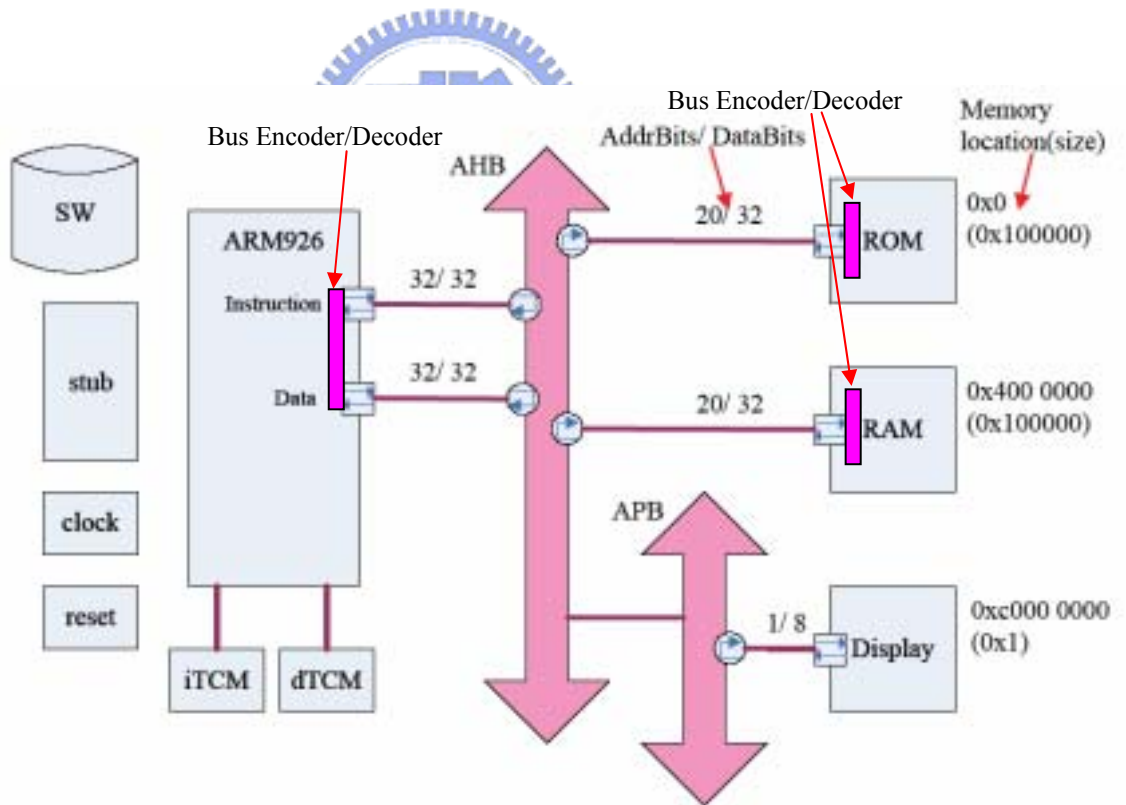 Bus Encoder/Decoder
Bus Encoder/Decoder
AddrBits/ DataBits
Memory
location(size)
SW
AHB
ARM926
Instruction
Data
32/ 32
32/ 32
20/ 32
ROM
0x0
(0x100000)
20/ 32
RAM
0x400 0000
(0x100000)
stub
clock
reset
iTCM
dTCM
APB
1/ 8
Display
0xc000 0000
(0x1)